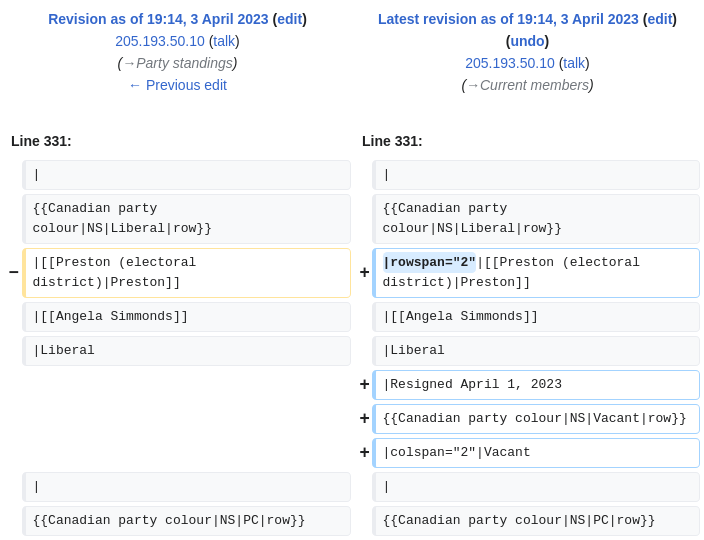 Revision as of 19:14, 3 April 2023 (edit)
205.193.50.10 (talk)
(→Party standings)
← Previous edit
Latest revision as of 19:14, 3 April 2023 (edit)
(undo)
205.193.50.10 (talk)
(→Current members)
Line 331:
|
{{Canadian party
colour|NS|Liberal|row}}
− |[[Preston (electoral
district)|Preston]]
|[[Angela Simmonds]]
|Liberal
|
{{Canadian party colour|NS|PC|row}}
Line 331:
|
{{Canadian party
colour|NS|Liberal|row}}
+ |rowspan="2"|[[Preston (electoral
district)|Preston]]
|[[Angela Simmonds]]
|Liberal
+ |Resigned April 1, 2023
+ {{Canadian party colour|NS|Vacant|row}}
+ |colspan="2"|Vacant
|
{{Canadian party colour|NS|PC|row}}